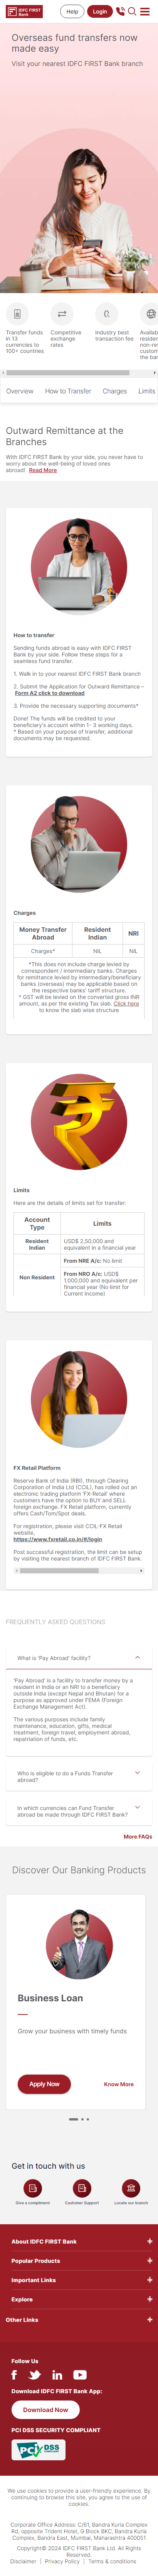 IDFC FIRST
Bank
Help
Login
Overseas fund transfers now
made easy
Visit your nearest IDFC FIRST Bank branch
Transfer funds
in 13
currencies to
100+ countries
Competitive
exchange
rates
Industry best
transaction fee
Overview
How to Transfer
Charges
Limits
Outward Remittance at the
Branches
With IDFC FIRST Bank by your side, you never have to
worry about the well-being of loved ones
abroad! Read More
How to transfer
Sending funds abroad is easy with IDFC FIRST
Bank by your side. Follow these steps for a
seamless fund transfer.
1. Walk in to your nearest IDFC FIRST Bank branch
2. Submit the Application for Outward Remittance –
Form A2 click to download
3. Provide the necessary supporting documents*
Done! The funds will be credited to your
beneficiary's account within 1- 3 working days.
* Based on your purpose of transfer, additional
documents may be requested.
Charges
Money Transfer
Abroad
Resident
Indian
NRI
Charges*
NIL
NIL
*This does not include charge levied by
correspondent / intermediary banks. Charges
for remittance levied by intermediary/beneficiary
banks (overseas) may be applicable based on
the respective banks' tariff structure.
* GST will be levied on the converted gross INR
amount, as per the existing Tax slab. Click here
to know the slab wise structure
Limits
Here are the details of limits set for transfer:
Account
Type
Limits
Resident
Indian
USD$ 2,50,000 and
equivalent in a financial year
Non Resident
From NRE A/c: No limit
From NRO A/c: USD$
1,000,000 and equivalent per
financial year (No limit for
Current Income)
FX Retail Platform
Reserve Bank of India (RBI), through Clearing
Corporation of India Ltd (CCIL), has rolled out an
electronic trading platform 'FX-Retail' where
customers have the option to BUY and SELL
foreign exchange. FX Retail platform, currently
offers Cash/Tom/Spot deals.
For registration, please visit CCIL-FX Retail
website,
https://www.fxretail.co.in/#/login
Post successful registration, the limit can be setup
by visiting the nearest branch of IDFC FIRST Bank.
FREQUENTLY ASKED QUESTIONS
What is 'Pay Abroad' facility?
'Pay Abroad' is a facility to transfer money by a
resident in India or an NRI to a beneficiary
outside India (except Nepal and Bhutan) for a
purpose as approved under FEMA (Foreign
Exchange Management Act).
The various purposes include family
maintenance, education, gifts, medical
treatment, foreign travel, employment abroad,
repatriation of funds, etc.
Who is eligible to do a Funds Transfer
abroad?
In which currencies can Fund Transfer
abroad be made through IDFC FIRST Bank?
More FAQs
Discover Our Banking Products
Business Loan
Grow your business with timely funds
Apply Now
Know More
Get in touch with us
Give a compliment
Customer Support
Locate our branch
About IDFC FIRST Bank
Popular Products
Important Links
Explore
Other Links
Follow Us
Download IDFC FIRST Bank App:
Download Now
PCI DSS SECURITY COMPLIANT
PCI DSS
We use cookies to provide a user-friendly experience. By
continuing to browse this site, you agree to the use of
cookies.
Corporate Office Address: C/61, Bandra Kurla Complex
Rd, opposite Trident Hotel, G Block BKC, Bandra Kurla
Complex, Bandra East, Mumbai, Maharashtra 400051
Copyright© 2024 IDFC FIRST Bank Ltd. All Rights
Reserved.
Disclaimer | Privacy Policy | Terms & conditions